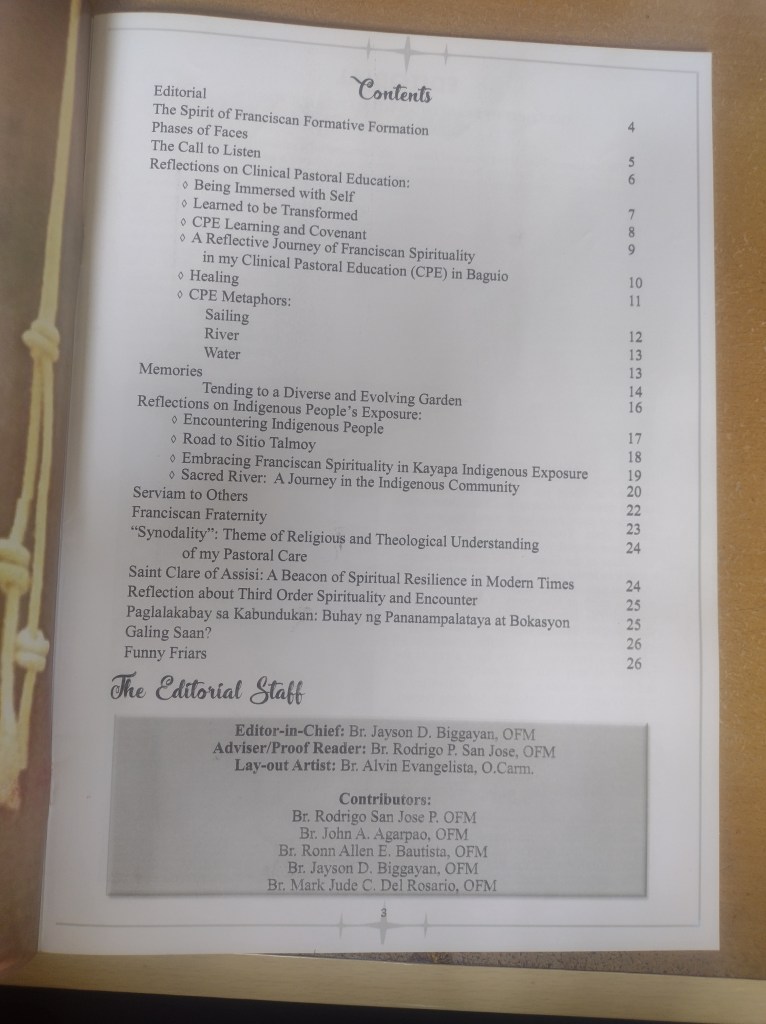 Contents
Editorial 4
The Spirit of Franciscan Formative Formation
Phases of Faces 5
The Call to Listen 6
Reflections on Clinical Pastoral Education:
◊ Being Immersed with Self 7
◊ Learned to be Transformed 8
◊ CPE Learning and Covenant 9
◊ A Reflective Journey of Franciscan Spirituality
in my Clinical Pastoral Education (CPE) in Baguio 10
◊ Healing 11
◊ CPE Metaphors:
Sailing 12
River 13
Water 13
Memories 14
Tending to a Diverse and Evolving Garden 16
Reflections on Indigenous People's Exposure:
◊ Encountering Indigenous People 17
◊ Road to Sitio Talmoy 18
◊ Embracing Franciscan Spirituality in Kayapa Indigenous Exposure 19
◊ Sacred River: A Journey in the Indigenous Community 20
Serviam to Others 22
Franciscan Fraternity 23
“Synodality”: Theme of Religious and Theological Understanding 24
of my Pastoral Care
Saint Clare of Assisi: A Beacon of Spiritual Resilience in Modern Times 24
Reflection about Third Order Spirituality and Encounter 25
Paglalakabay sa Kabundukan: Buhay ng Pananampalataya at Bokasyon 25
Galing Saan? 26
Funny Friars 26
The Editorial Staff
Editor-in-Chief: Br. Jayson D. Biggayan, OFM
Adviser/Proof Reader: Br. Rodrigo P. San Jose, OFM
Lay-out Artist: Br. Alvin Evangelista, O.Carm.
Contributors:
Br. Rodrigo San Jose P. OFM
Br. John A. Agarpao, OFM
Br. Ronn Allen E. Bautista, OFM
Br. Jayson D. Biggayan, OFM
Br. Mark Jude C. Del Rosario, OFM
3